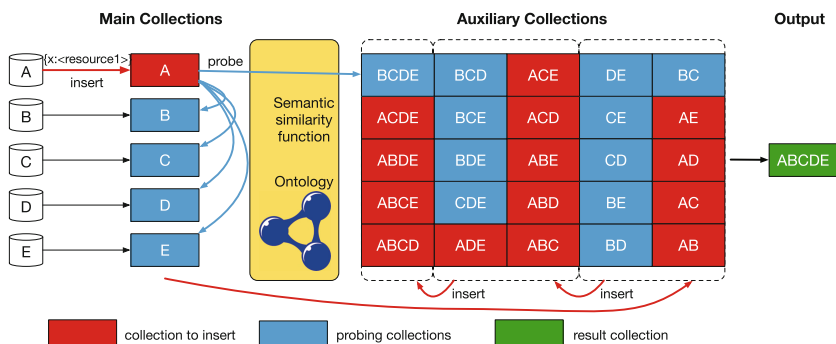 Main Collections
Auxiliary Collections
Output
{x:<resource1>}
insert
probe
A
A
B
B
C
C
D
D
E
E
Semantic
similarity
function
Ontology
BCDE BCD ACE DE BC
ACDE BCE ACD CE AE
ABDE BDE ABE CD AD
ABCE CDE ABD BE AC
ABCD ADE ABC BD AB
ABCDE
insert
insert
collection to insert
probing collections
result collection